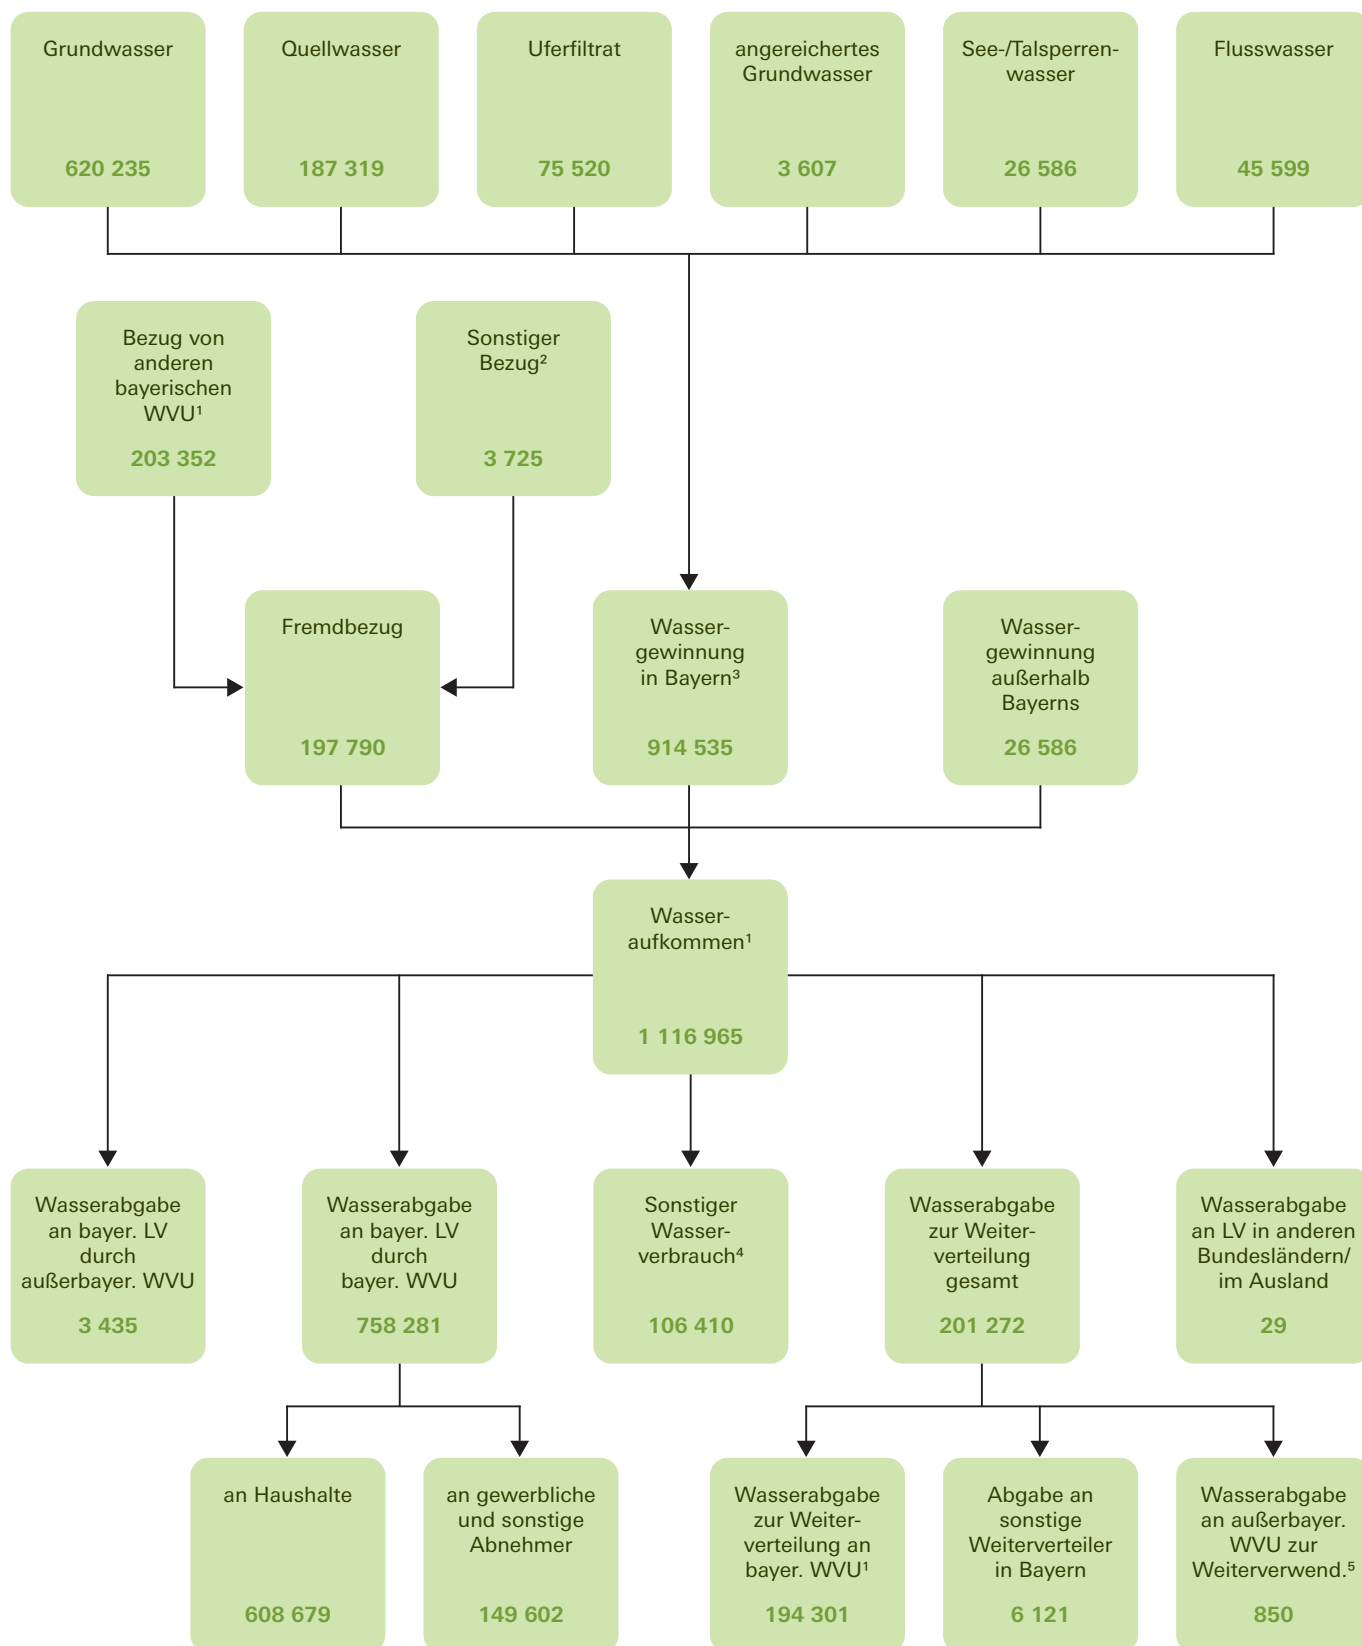 Grundwasser
620 235
Quellwasser
187 319
Uferfiltrat
75 520
angereichertes
Grundwasser
3 607
See-/Talsperren-
wasser
26 586
Flusswasser
45 599
Bezug von
anderen
bayerischen
WVU¹
203 352
Sonstiger
Bezug²
3 725
Fremdbezug
197 790
Wasser-
gewinnung
in Bayern³
914 535
Wasser-
gewinnung
außerhalb
Bayerns
26 586
Wasser-
aufkommen¹
1 116 965
Wasserabgabe
an bayer. LV
durch
außerbayer. WVU
3 435
Wasserabgabe
an bayer. LV
durch
bayer. WVU
758 281
Sonstiger
Wasser-
verbrauch⁴
106 410
Wasserabgabe
zur Weiter-
verteilung
gesamt
201 272
Wasserabgabe
an LV in anderen
Bundesländern/
im Ausland
29
an Haushalte
608 679
an gewerbliche
und sonstige
Abnehmer
149 602
Wasserabgabe
zur Weiter-
verteilung an
bayer. WVU¹
194 301
Abgabe an
sonstige
Weiterverteiler
in Bayern
6 121
Wasserabgabe
an außerbayer.
WVU zur
Weiterverwend.⁵
850